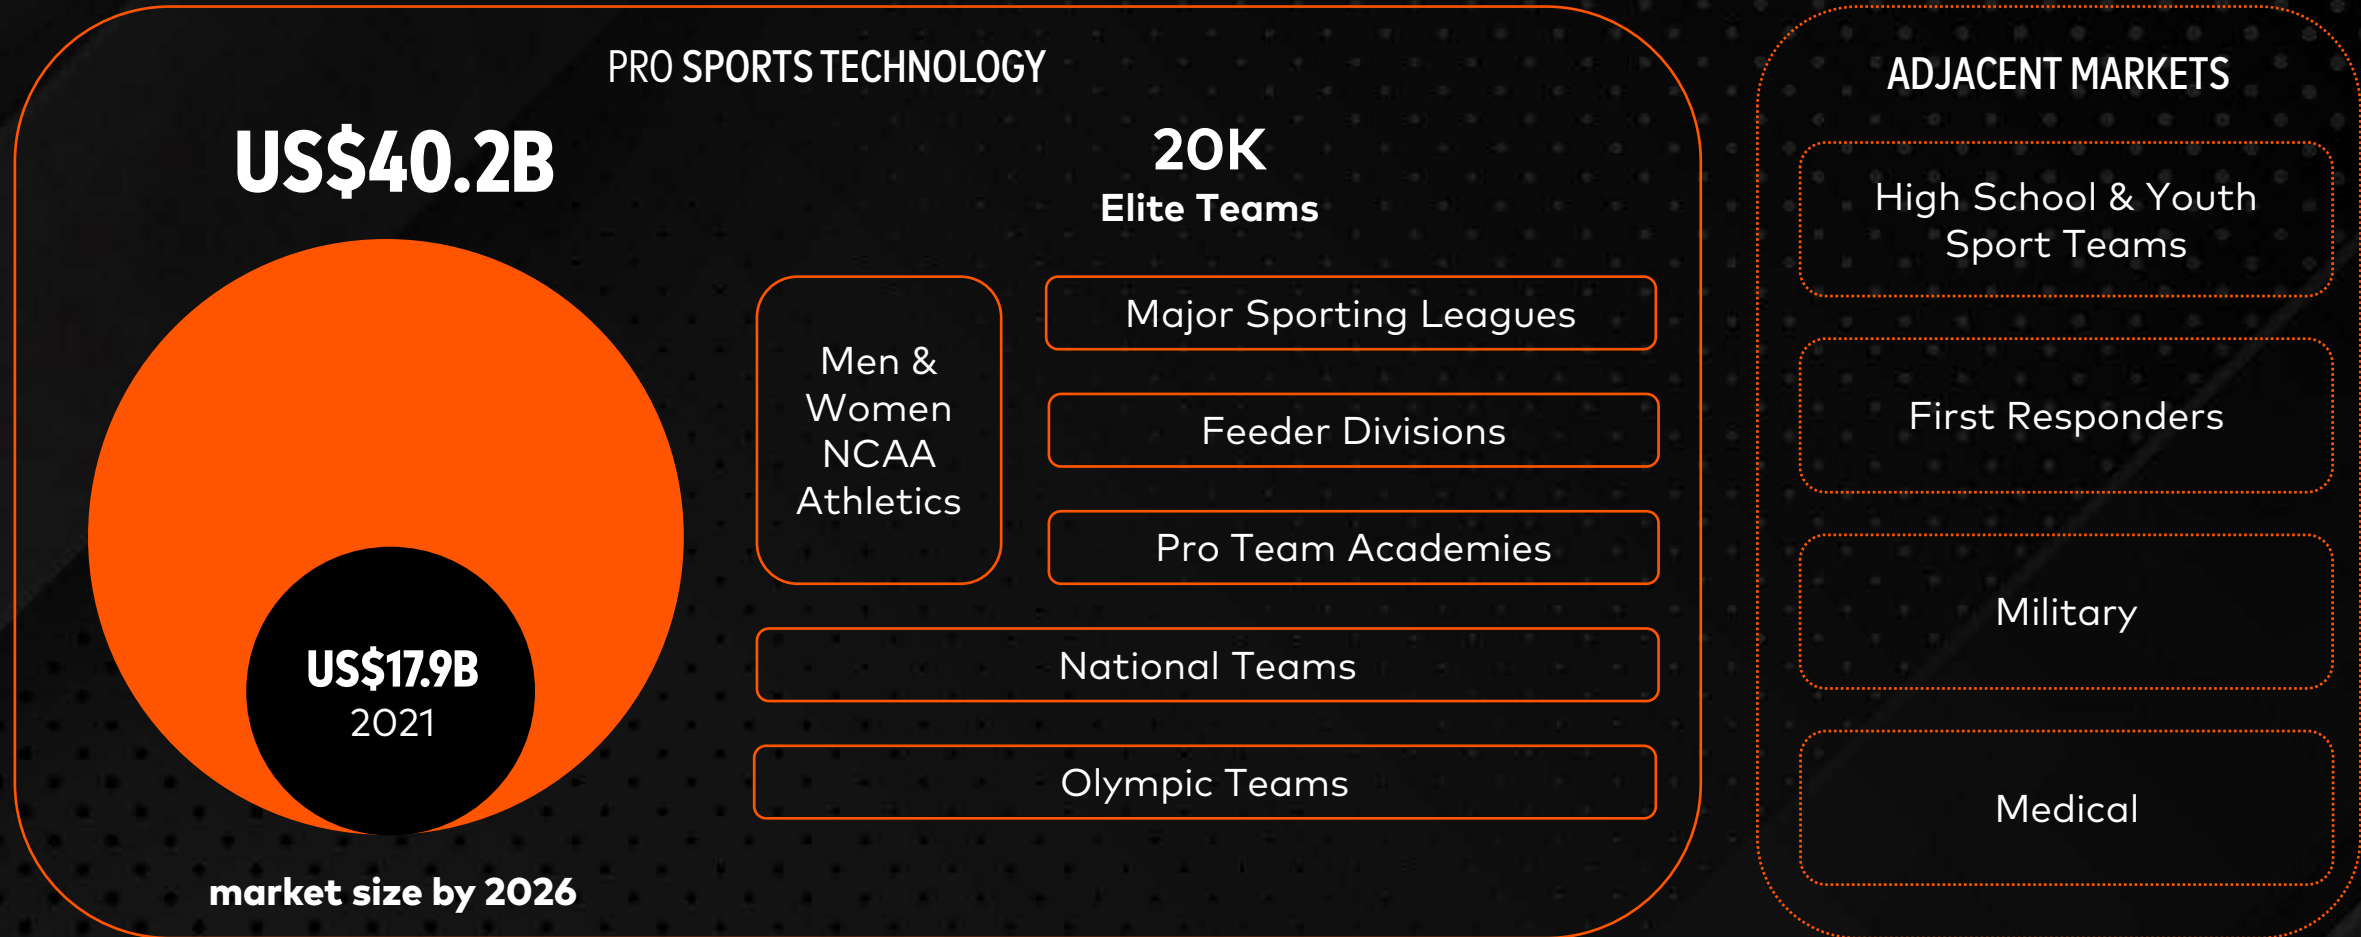 PRO SPORTS TECHNOLOGY
US$40.2B
US$17.9B
2021
market size by 2026
20K
Elite Teams
Men &
Women
NCAA
Athletics
Major Sporting Leagues
Feeder Divisions
Pro Team Academies
National Teams
Olympic Teams
ADJACENT MARKETS
High School & Youth
Sport Teams
First Responders
Military
Medical